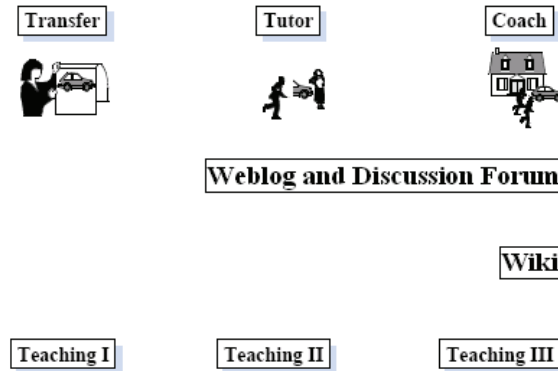 Transfer Tutor Coach
Weblog and Discussion Forum
Wiki
Teaching I Teaching II Teaching III